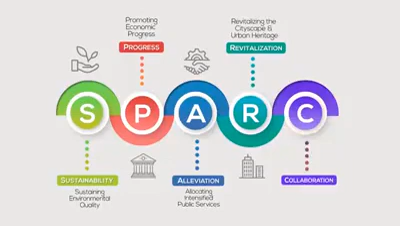 Promoting
Economic
Progress
PROGRESS
Revitalizing the
Cityscape &
Urban Heritage
REVITALIZATION
S P A R C
SUSTAINABILITY
Sustaining
Environmental
Quality
ALLEVIATION
Allocating
Intensified
Public Services
COLLABORATION